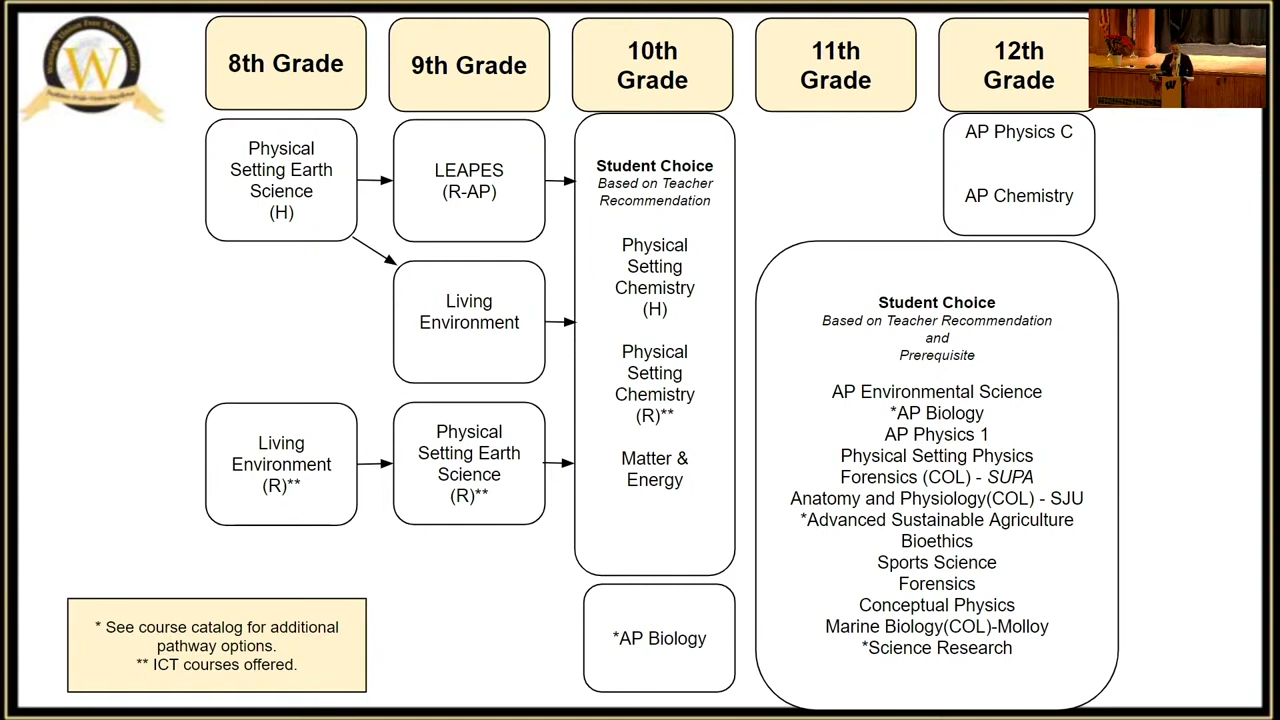 W
8th Grade
9th Grade
10th
Grade
11th
Grade
12th
Grade
Physical
Setting Earth
Science
(H)
LEAPES
(R-AP)
Living
Environment
Living
Environment
(R)**
Physical
Setting Earth
Science
(R)**
Student Choice
Based on Teacher
Recommendation
Physical
Setting
Chemistry
(H)
Physical
Setting
Chemistry
(R)**
Matter &
Energy
*AP Biology
AP Physics C
AP Chemistry
Student Choice
Based on Teacher Recommendation
and
Prerequisite
AP Environmental Science
*AP Biology
AP Physics 1
Physical Setting Physics
Forensics (COL) - SUPA
Anatomy and Physiology(COL) - SJU
*Advanced Sustainable Agriculture
Bioethics
Sports Science
Forensics
Conceptual Physics
Marine Biology(COL)-Molloy
*Science Research
* See course catalog for additional
pathway options.
** ICT courses offered.
W